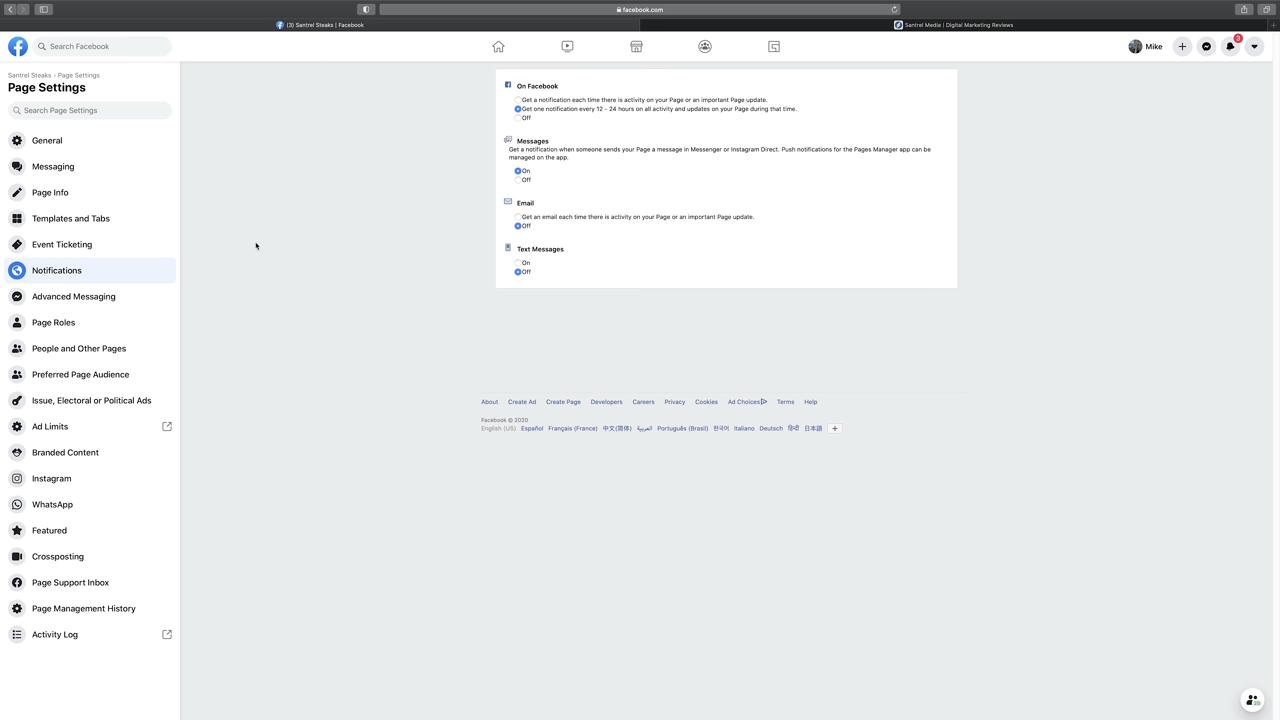 facebook.com
(3) Santrel Steaks | Facebook
Santrel Media | Digital Marketing Reviews
Search Facebook
Mike
3
Santrel Steaks › Page Settings
Page Settings
Search Page Settings
General
Messaging
Page Info
Templates and Tabs
Event Ticketing
Notifications
Advanced Messaging
Page Roles
People and Other Pages
Preferred Page Audience
Issue, Electoral or Political Ads
Ad Limits
Branded Content
Instagram
WhatsApp
Featured
Crossposting
Page Support Inbox
Page Management History
Activity Log
On Facebook
Get a notification each time there is activity on your Page or an important Page update.
Get one notification every 12 - 24 hours on all activity and updates on your Page during that time.
Off
Messages
Get a notification when someone sends your Page a message in Messenger or Instagram Direct. Push notifications for the Pages Manager app can be
managed on the app.
On
Off
Email
Get an email each time there is activity on your Page or an important Page update.
Off
Text Messages
On
Off
About Create Ad Create Page Developers Careers Privacy Cookies Ad Choices Terms Help
Facebook © 2020
English (US) Español Français (France) 中文(简体) العربية Português (Brasil) 한국어 Italiano Deutsch हिन्दी 日本語